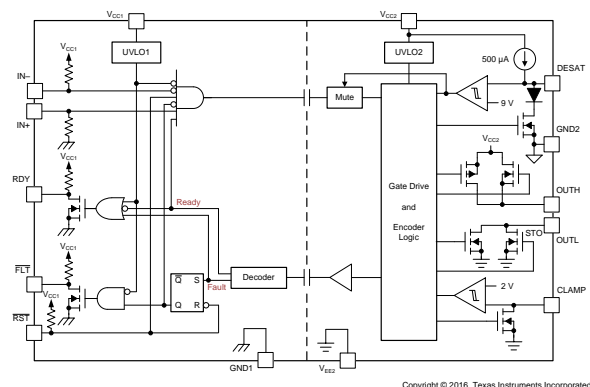 VCC1
VCC2
UVLO1
UVLO2
500 µA
DESAT
VCC1
IN–
IN+
Mute
9 V
GND2
VCC1
VCC2
RDY
Ready
Gate Drive
and
Encoder
Logic
OUTH
OUTL
STO
VCC1
FLT
Q S
Fault
Decoder
2 V
CLAMP
VCC1
Q R
RST
GND1
VEE2
Copyright © 2016, Texas Instruments Incorporated